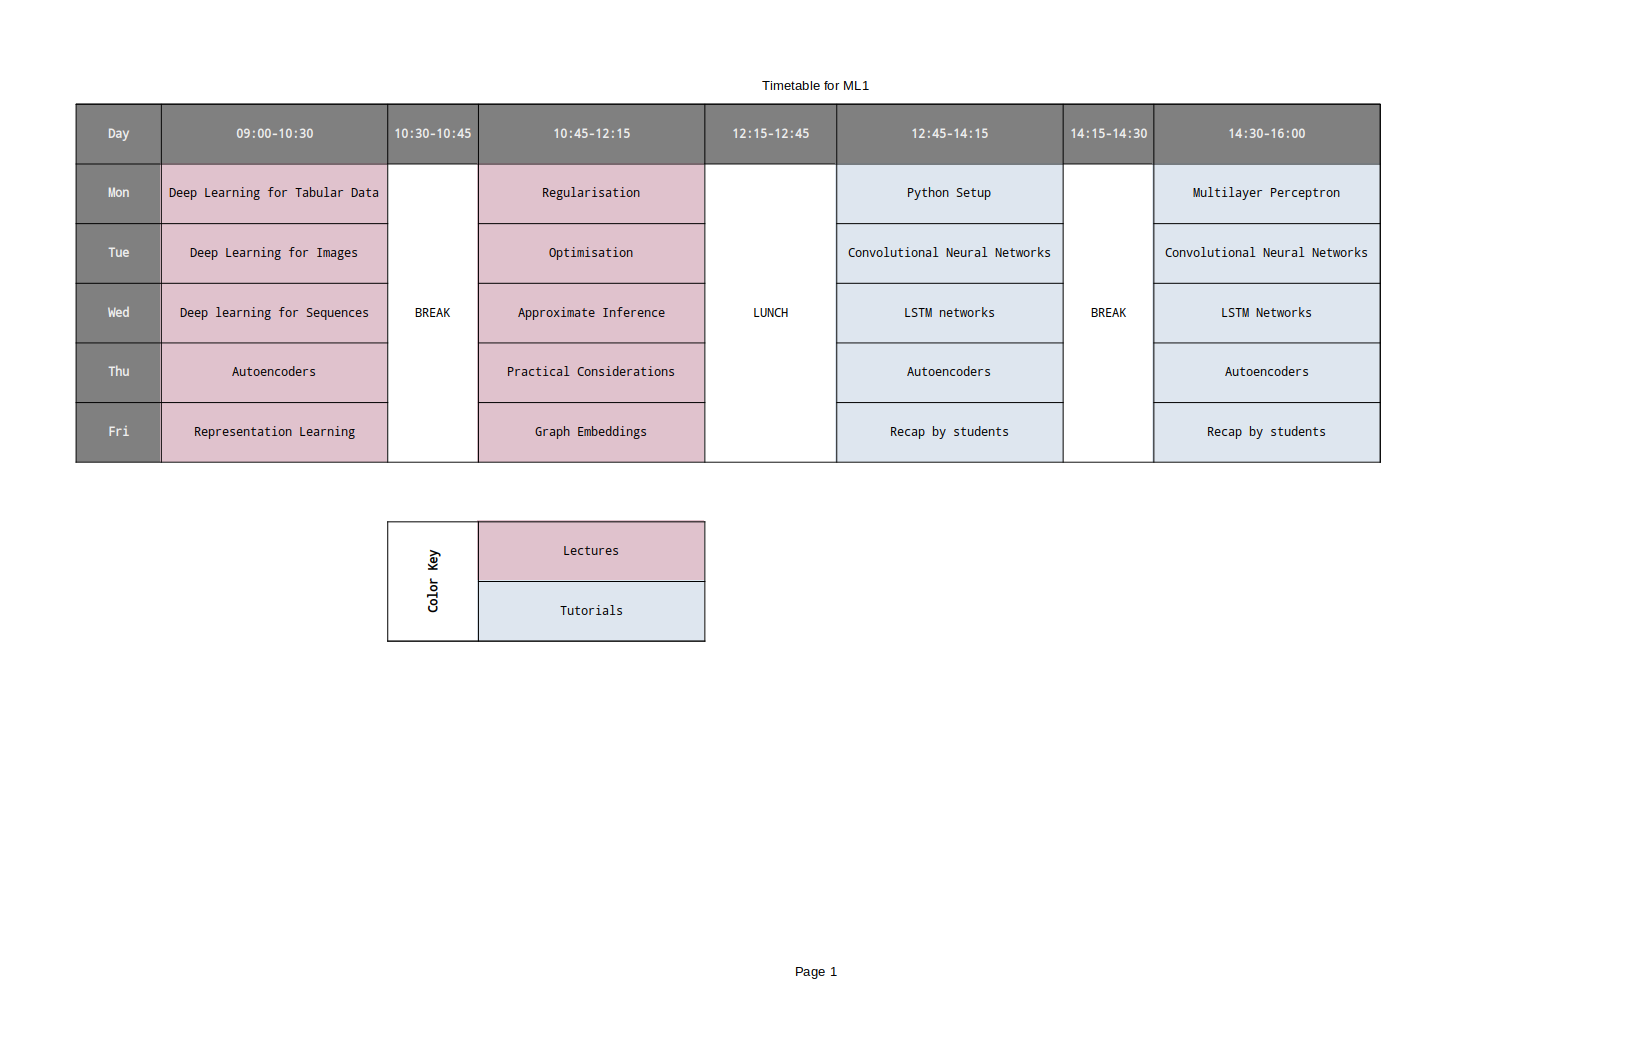 Timetable for ML1
Day 09:00-10:30 10:30-10:45 10:45-12:15 12:15-12:45 12:45-14:15 14:15-14:30 14:30-16:00
Mon Deep Learning for Tabular Data Regularisation Python Setup Multilayer Perceptron
Tue Deep Learning for Images Optimisation Convolutional Neural Networks Convolutional Neural Networks
Wed Deep learning for Sequences BREAK Approximate Inference LUNCH LSTM networks BREAK LSTM Networks
Thu Autoencoders Practical Considerations Autoencoders Autoencoders
Fri Representation Learning Graph Embeddings Recap by students Recap by students
Color Key
Lectures
Tutorials
Page 1